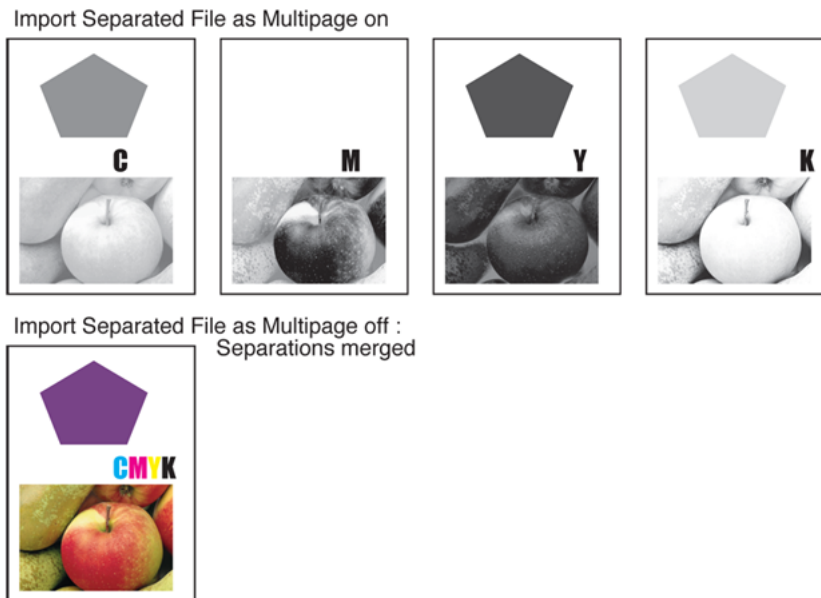 Import Separated File as Multipage on
C
M
Y
K
Import Separated File as Multipage off :
Separations merged
CMYK